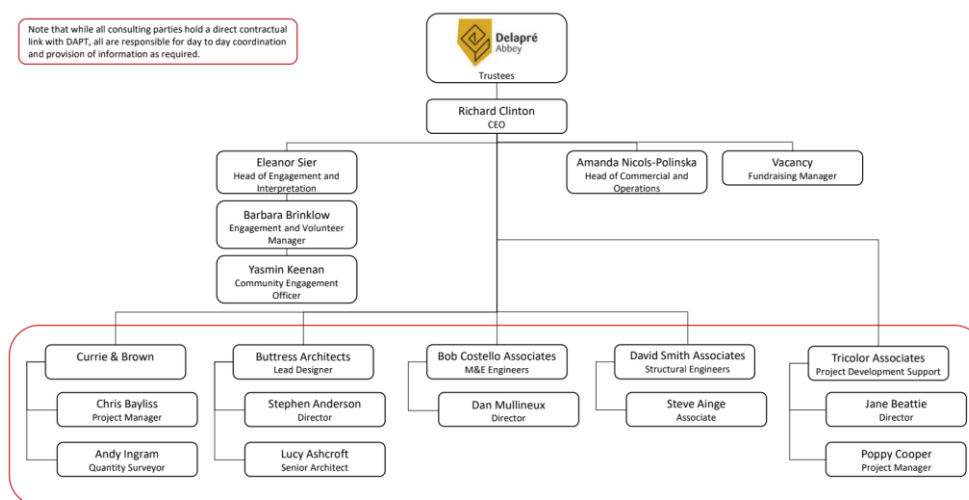 Note that while all consulting parties hold a direct contractual
link with DAPT, all are responsible for day to day coordination
and provision of information as required.
Delapré
Abbey
Trustees
Richard Clinton
CEO
Eleanor Sier
Head of Engagement and
Interpretation
Amanda Nicols-Polinska
Head of Commercial and
Operations
Vacancy
Fundraising Manager
Barbara Brinklow
Engagement and Volunteer
Manager
Yasmin Keenan
Community Engagement
Officer
Currie & Brown
Chris Bayliss
Project Manager
Andy Ingram
Quantity Surveyor
Buttress Architects
Lead Designer
Stephen Anderson
Director
Lucy Ashcroft
Senior Architect
Bob Costello Associates
M&E Engineers
Dan Mullineux
Director
David Smith Associates
Structural Engineers
Steve Ainge
Associate
Tricolor Associates
Project Development Support
Jane Beattie
Director
Poppy Cooper
Project Manager